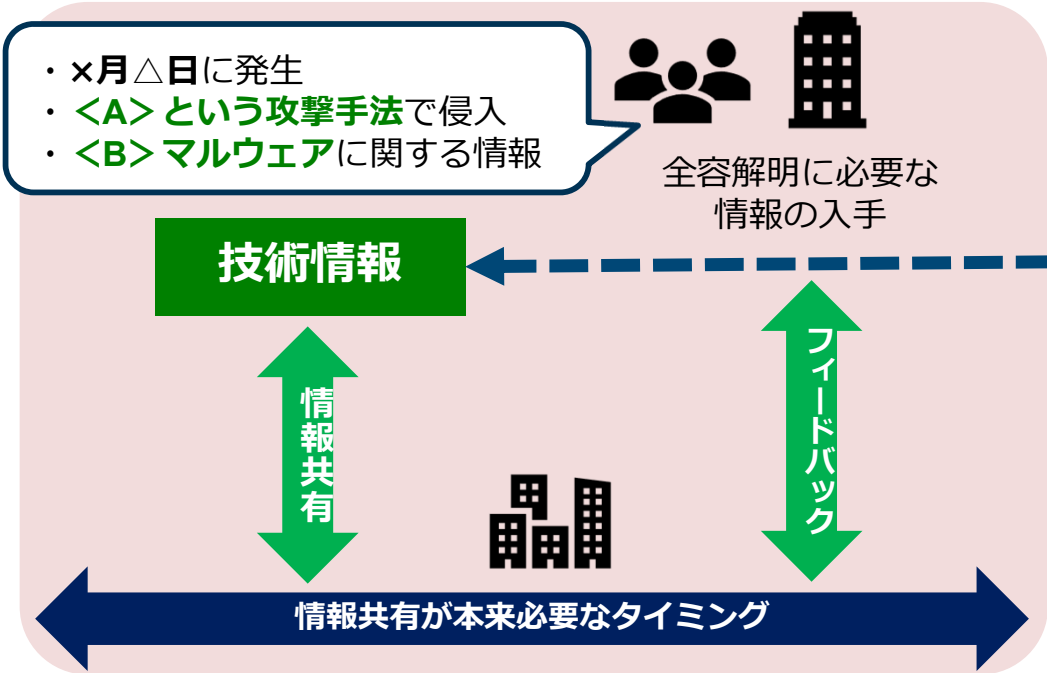 ・×月△日に発生
・<A>という攻撃手法で侵入
・<B>マルウェアに関する情報
全容解明に必要な
情報の入手
技術情報
情報共有
フィードバック
情報共有が本来必要なタイミング